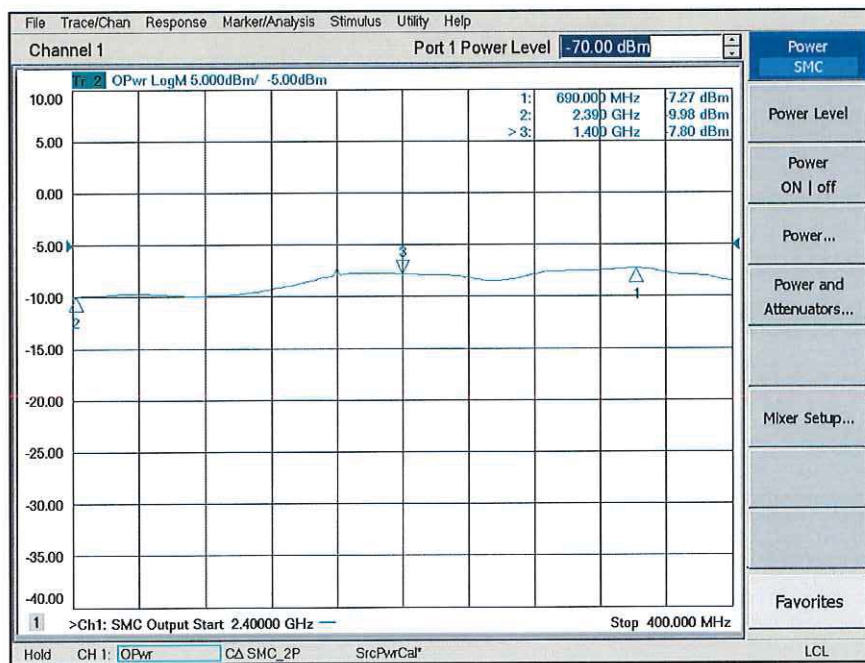 File Trace/Chan Response Marker/Analysis Stimulus Utility Help
Channel 1 Port 1 Power Level -70.00 dBm
Tr 2 OPwr LogM 5.000dBm/ -5.00dBm
1: 690.000 MHz -7.27 dBm
2: 2.390 GHz -9.98 dBm
> 3: 1.400 GHz -7.80 dBm
10.00
5.00
0.00
-5.00
-10.00
-15.00
-20.00
-25.00
-30.00
-35.00
-40.00
3
2
1
1 >Ch1: SMC Output Start 2.40000 GHz Stop 400.000 MHz
Hold CH 1: OPwr CΔ SMC_2P SrcPwrCal* LCL
Power
SMC
Power Level
Power
ON | off
Power...
Power and
Attenuators...
Mixer Setup...
Favorites